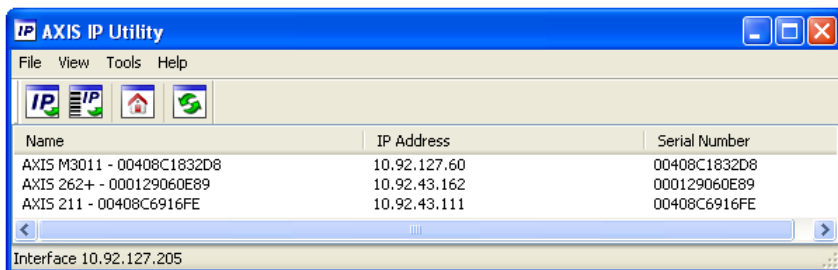 IP AXIS IP Utility
File View Tools Help
IP IP
Name IP Address Serial Number
AXIS M3011 - 00408C1832D8 10.92.127.60 00408C1832D8
AXIS 262+ - 000129060E89 10.92.43.162 000129060E89
AXIS 211 - 00408C6916FE 10.92.43.111 00408C6916FE
Interface 10.92.127.205